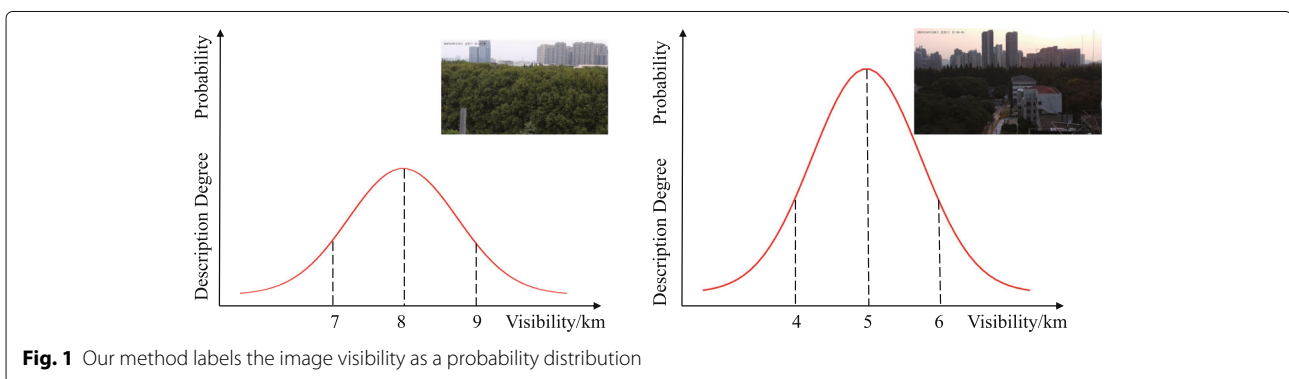 Probability
Description Degree
7 8 9 Visibility/km
Probability
Description Degree
4 5 6 Visibility/km
Fig. 1 Our method labels the image visibility as a probability distribution